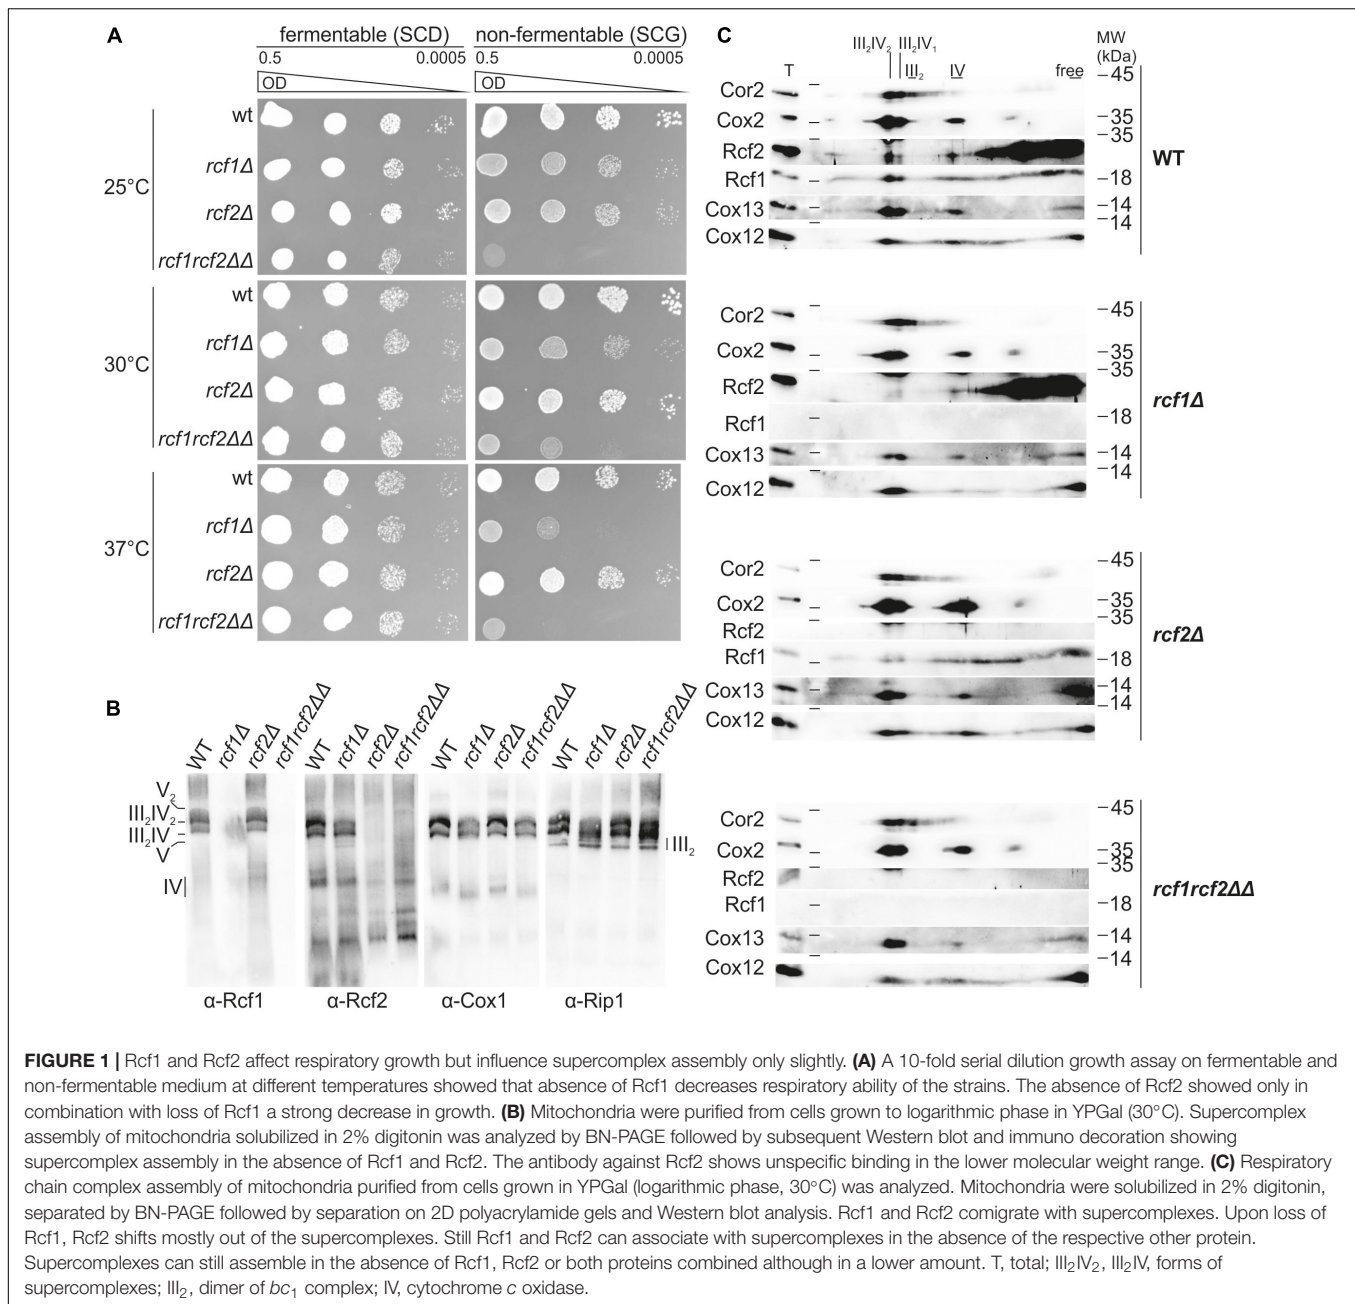 A
fermentable (SCD) non-fermentable (SCG)
0.5 0.0005 0.5 0.0005
OD OD
25°C
wt
rcf1Δ
rcf2Δ
rcf1rcf2ΔΔ
30°C
wt
rcf1Δ
rcf2Δ
rcf1rcf2ΔΔ
37°C
wt
rcf1Δ
rcf2Δ
rcf1rcf2ΔΔ
B
WT rcf1Δ rcf2Δ rcf1rcf2ΔΔ WT rcf1Δ rcf2Δ rcf1rcf2ΔΔ WT rcf1Δ rcf2Δ rcf1rcf2ΔΔ WT rcf1Δ rcf2Δ rcf1rcf2ΔΔ
V₂
III₂IV₂
III₂IV
V
IV
III₂
α-Rcf1 α-Rcf2 α-Cox1 α-Rip1
C
III₂IV₂ III₂IV₁
T III₂ IV free
MW
(kDa)
Cor2 –45
Cox2 –35
–35
Rcf2
Rcf1 –18
Cox13 –14
–14
Cox12
WT
Cor2 –45
Cox2 –35
–35
Rcf2
Rcf1 –18
Cox13 –14
–14
Cox12
rcf1Δ
Cor2 –45
Cox2 –35
–35
Rcf2
Rcf1 –18
Cox13 –14
–14
Cox12
rcf2Δ
Cor2 –45
Cox2 –35
–35
Rcf2
Rcf1 –18
Cox13 –14
–14
Cox12
rcf1rcf2ΔΔ
FIGURE 1 | Rcf1 and Rcf2 affect respiratory growth but influence supercomplex assembly only slightly. (A) A 10-fold serial dilution growth assay on fermentable and
non-fermentable medium at different temperatures showed that absence of Rcf1 decreases respiratory ability of the strains. The absence of Rcf2 showed only in
combination with loss of Rcf1 a strong decrease in growth. (B) Mitochondria were purified from cells grown to logarithmic phase in YPGal (30°C). Supercomplex
assembly of mitochondria solubilized in 2% digitonin was analyzed by BN-PAGE followed by subsequent Western blot and immuno decoration showing
supercomplex assembly in the absence of Rcf1 and Rcf2. The antibody against Rcf2 shows unspecific binding in the lower molecular weight range. (C) Respiratory
chain complex assembly of mitochondria purified from cells grown in YPGal (logarithmic phase, 30°C) was analyzed. Mitochondria were solubilized in 2% digitonin,
separated by BN-PAGE followed by separation on 2D polyacrylamide gels and Western blot analysis. Rcf1 and Rcf2 comigrate with supercomplexes. Upon loss of
Rcf1, Rcf2 shifts mostly out of the supercomplexes. Still Rcf1 and Rcf2 can associate with supercomplexes in the absence of the respective other protein.
Supercomplexes can still assemble in the absence of Rcf1, Rcf2 or both proteins combined although in a lower amount. T, total; III₂IV₂, III₂IV, forms of
supercomplexes; III₂, dimer of bc₁ complex; IV, cytochrome c oxidase.